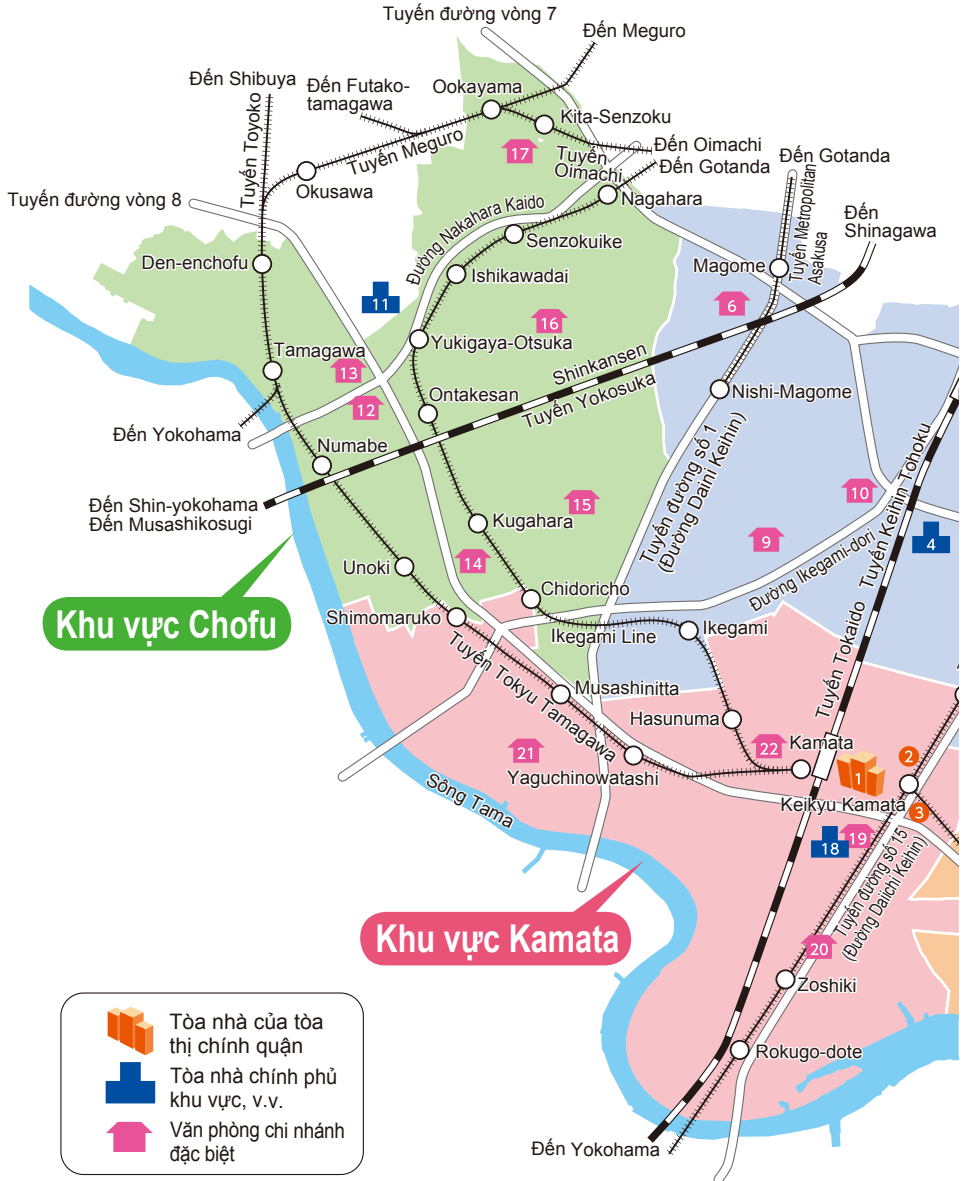 Tuyến đường vòng 7
Đến Meguro
Đến Shibuya
Đến Futako-
tamagawa
Ookayama
Kita-Senzoku
Tuyến Toyoko
Tuyến Meguro
17
Tuyến
Oimachi
Đến Oimachi
Đến Gotanda
Đến Gotanda
Okusawa
Tuyến đường vòng 8
Nagahara
Đường Nakahara Kaido
Senzokuike
Tuyến Metropolitan
Asakusa
Đến
Shinagawa
Den-enchofu
Ishikawadai
Magome
11
6
16
Yukigaya-Otsuka
Tamagawa
13
Shinkansen
Tuyến Yokosuka
12
Ontakesan
Nishi-Magome
Đến Yokohama
Numabe
Tuyến đường số 1
(Đường Daini Keihin)
Tuyến Keihin Tohoku
Đến Shin-yokohama
Đến Musashikosugi
15
10
Kugahara
9
4
Unoki
14
Đường Ikegami-dori
Chidoricho
Khu vực Chofu
Shimomaruko
Ikegami Line
Ikegami
Tuyến Tokaido
Tuyến Tokyu Tamagawa
Musashinitta
Hasunuma
21
22
Kamata
Yaguchinowatashi
1
2
Keikyu Kamata
3
Sông Tama
18
19
Tuyến đường số 15
(Đường Daiichi Keihin)
Khu vực Kamata
20
Zoshiki
Rokugo-dote
Đến Yokohama
Tòa nhà của tòa
thị chính quận
Tòa nhà chính phủ
khu vực, v.v.
Văn phòng chi nhánh
đặc biệt